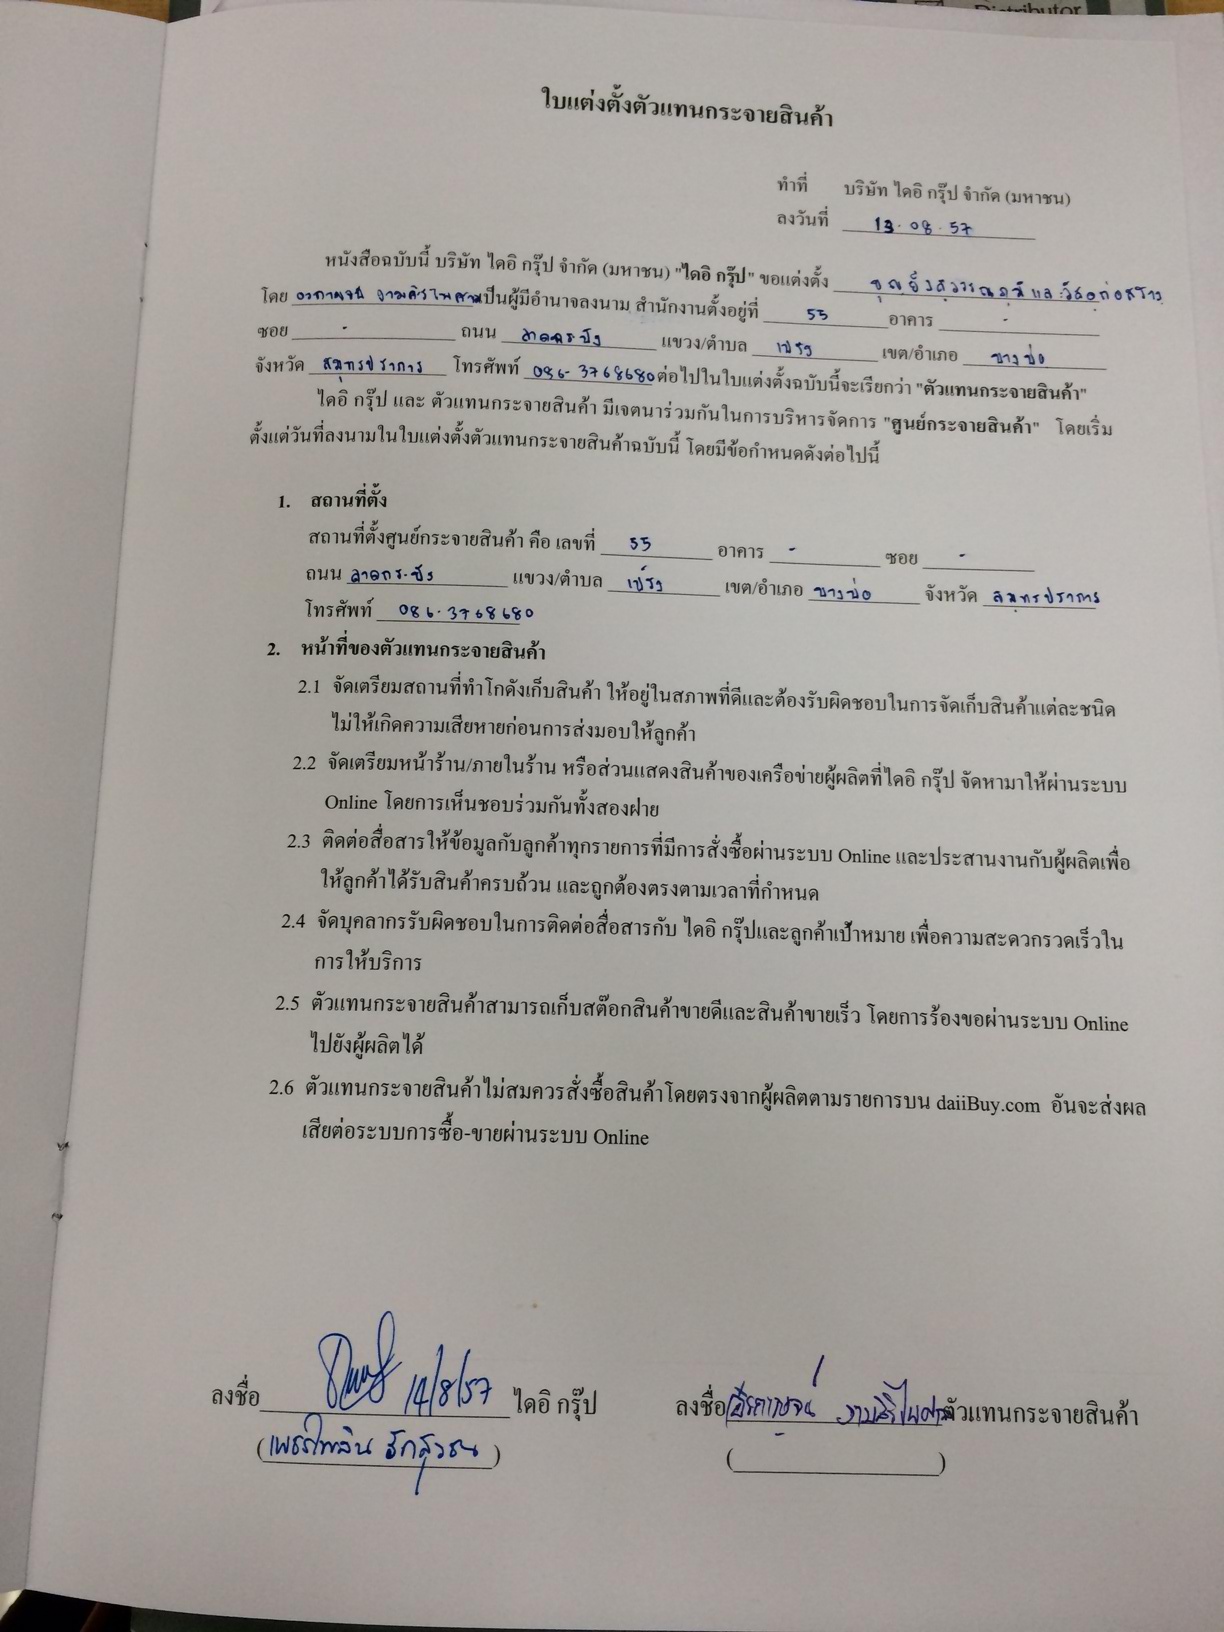 Distributor
ใบแต่งตั้งตัวแทนกระจายสินค้า
ทำที่ บริษัท ไดอิ กรุ๊ป จำกัด (มหาชน)
ลงวันที่ 13.08.57
หนังสือฉบับนี้ บริษัท ไดอิ กรุ๊ป จำกัด (มหาชน) "ไดอิ กรุ๊ป" ขอแต่งตั้ง
โดย เป็นผู้มีอำนาจลงนาม สำนักงานตั้งอยู่ที่ 55 อาคาร -
ซอย - ถนน ลาดกระบัง แขวง/ตำบล เปร็ง เขต/อำเภอ บางบ่อ
จังหวัด สมุทรปราการ โทรศัพท์ 086-3768680 ต่อไปในใบแต่งตั้งฉบับนี้จะเรียกว่า "ตัวแทนกระจายสินค้า"
ไดอิ กรุ๊ป และ ตัวแทนกระจายสินค้า มีเจตนาร่วมกันในการบริหารจัดการ "ศูนย์กระจายสินค้า" โดยเริ่ม
ตั้งแต่วันที่ลงนามในใบแต่งตั้งตัวแทนกระจายสินค้าฉบับนี้ โดยมีข้อกำหนดดังต่อไปนี้
1. สถานที่ตั้ง
สถานที่ตั้งศูนย์กระจายสินค้า คือ เลขที่ 55 อาคาร - ซอย -
ถนน ลาดกระบัง แขวง/ตำบล เปร็ง เขต/อำเภอ บางบ่อ จังหวัด สมุทรปราการ
โทรศัพท์ 086-3768680
2. หน้าที่ของตัวแทนกระจายสินค้า
2.1 จัดเตรียมสถานที่ทำโกดังเก็บสินค้า ให้อยู่ในสภาพที่ดีและต้องรับผิดชอบในการจัดเก็บสินค้าแต่ละชนิด
ไม่ให้เกิดความเสียหายก่อนการส่งมอบให้ลูกค้า
2.2 จัดเตรียมหน้าร้าน/ภายในร้าน หรือส่วนแสดงสินค้าของเครือข่ายผู้ผลิตที่ไดอิ กรุ๊ป จัดหามาให้ผ่านระบบ
Online โดยการเห็นชอบร่วมกันทั้งสองฝ่าย
2.3 ติดต่อสื่อสารให้ข้อมูลกับลูกค้าทุกรายการที่มีการสั่งซื้อผ่านระบบ Online และประสานงานกับผู้ผลิตเพื่อ
ให้ลูกค้าได้รับสินค้าครบถ้วน และถูกต้องตรงตามเวลาที่กำหนด
2.4 จัดบุคลากรรับผิดชอบในการติดต่อสื่อสารกับ ไดอิ กรุ๊ปและลูกค้าเป้าหมาย เพื่อความสะดวกรวดเร็วใน
การให้บริการ
2.5 ตัวแทนกระจายสินค้าสามารถเก็บสต๊อกสินค้าขายดีและสินค้าขายเร็ว โดยการร้องขอผ่านระบบ Online
ไปยังผู้ผลิตได้
2.6 ตัวแทนกระจายสินค้าไม่สมควรสั่งซื้อสินค้าโดยตรงจากผู้ผลิตตามรายการบน daiiBuy.com อันจะส่งผล
เสียต่อระบบการซื้อ-ขายผ่านระบบ Online
ลงชื่อ 14/8/57 ไดอิ กรุ๊ป ลงชื่อ ตัวแทนกระจายสินค้า